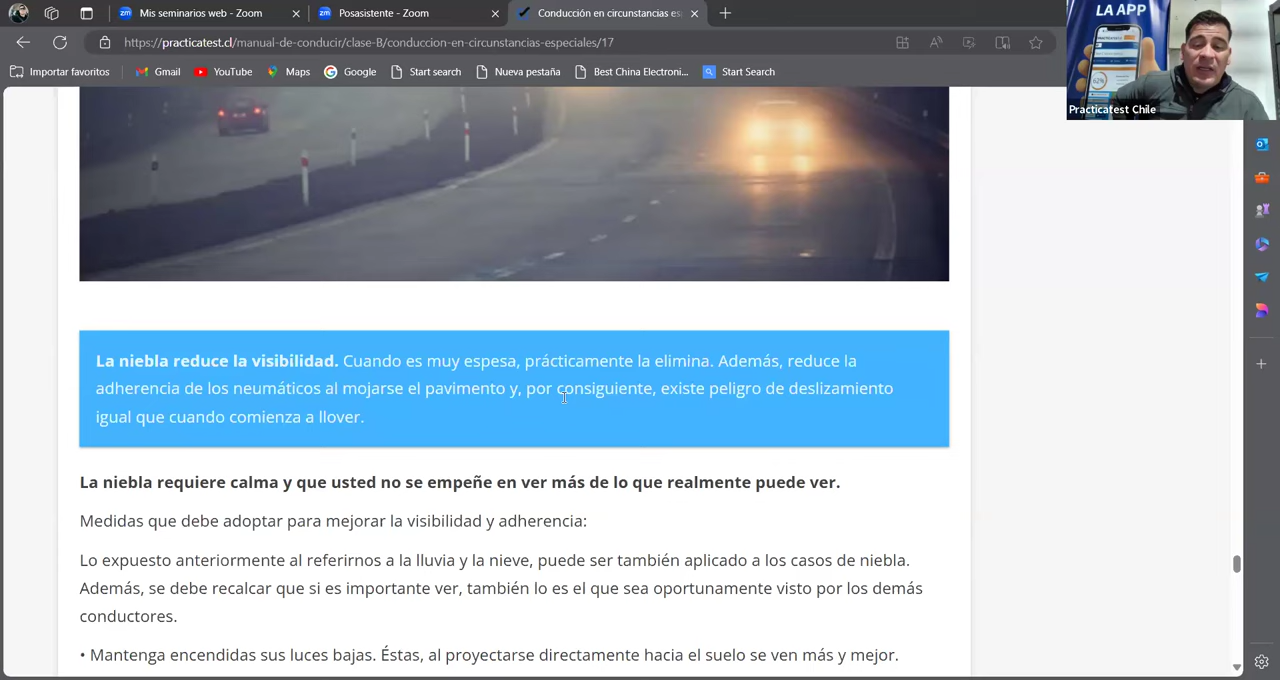 Mis seminarios web - Zoom
Posasistente - Zoom
Conducción en circunstancias es
https://practicatest.cl/manual-de-conducir/clase-B/conduccion-en-circunstancias-especiales/17
Importar favoritos
Gmail
YouTube
Maps
Google
Start search
Nueva pestaña
Best China Electroni...
Start Search
LA APP
62%
Practicatest Chile
La niebla reduce la visibilidad. Cuando es muy espesa, prácticamente la elimina. Además, reduce la
adherencia de los neumáticos al mojarse el pavimento y, por consiguiente, existe peligro de deslizamiento
igual que cuando comienza a llover.
La niebla requiere calma y que usted no se empeñe en ver más de lo que realmente puede ver.
Medidas que debe adoptar para mejorar la visibilidad y adherencia:
Lo expuesto anteriormente al referirnos a la lluvia y la nieve, puede ser también aplicado a los casos de niebla.
Además, se debe recalcar que si es importante ver, también lo es el que sea oportunamente visto por los demás
conductores.
• Mantenga encendidas sus luces bajas. Éstas, al proyectarse directamente hacia el suelo se ven más y mejor.